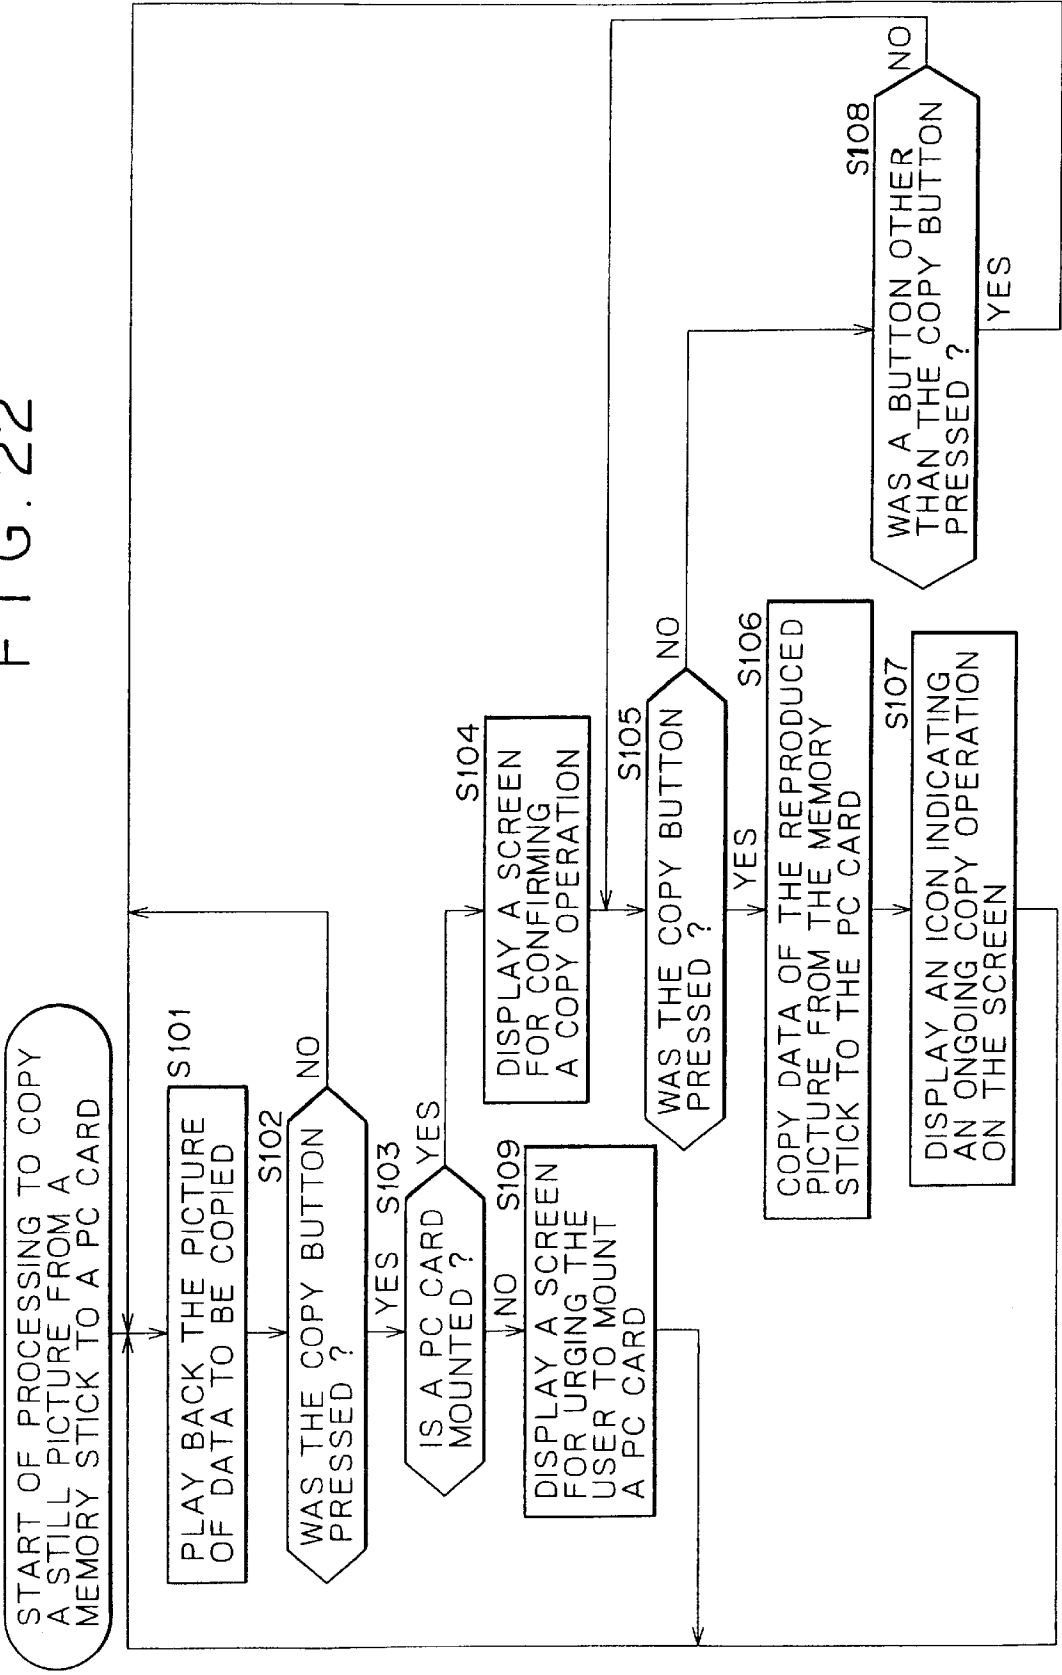 FIG. 22
START OF PROCESSING TO COPY
A STILL PICTURE FROM A
MEMORY STICK TO A PC CARD
S101
PLAY BACK THE PICTURE
OF DATA TO BE COPIED
S102
WAS THE COPY BUTTON
PRESSED ?
NO
YES
S103
IS A PC CARD
MOUNTED ?
YES
NO
S109
DISPLAY A SCREEN
FOR URGING THE
USER TO MOUNT
A PC CARD
S104
DISPLAY A SCREEN
FOR CONFIRMING
A COPY OPERATION
S105
WAS THE COPY BUTTON
PRESSED ?
NO
YES
S106
COPY DATA OF THE REPRODUCED
PICTURE FROM THE MEMORY
STICK TO THE PC CARD
S107
DISPLAY AN ICON INDICATING
AN ONGOING COPY OPERATION
ON THE SCREEN
S108
WAS A BUTTON OTHER
THAN THE COPY BUTTON
PRESSED ?
NO
YES